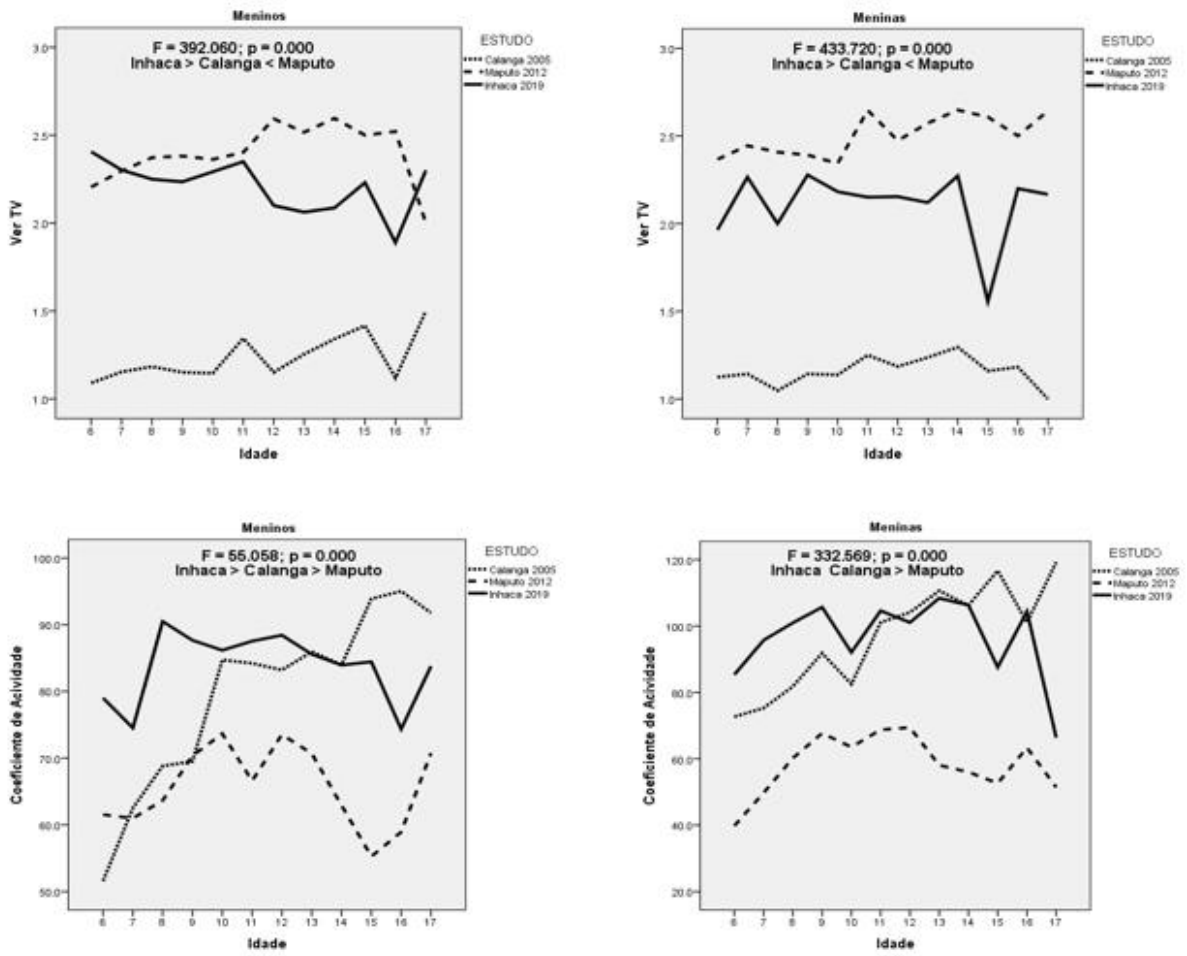 Meninos
F = 392.060; p = 0.000
Inhaca > Calanga < Maputo
ESTUDO
Calanga 2005
Maputo 2012
Inhaca 2019
3.0
2.5
2.0
1.5
1.0
Ver TV
6 7 8 9 10 11 12 13 14 15 16 17
Idade
Meninas
F = 433.720; p = 0.000
Inhaca > Calanga < Maputo
ESTUDO
Calanga 2005
Maputo 2012
Inhaca 2019
3.0
2.5
2.0
1.5
1.0
Ver TV
6 7 8 9 10 11 12 13 14 15 16 17
Idade
Meninos
F = 55.058; p = 0.000
Inhaca > Calanga > Maputo
ESTUDO
Calanga 2005
Maputo 2012
Inhaca 2019
100.0
90.0
80.0
70.0
60.0
50.0
Coeficiente de Acividade
6 7 8 9 10 11 12 13 14 15 16 17
Idade
Meninas
F = 332.569; p = 0.000
Inhaca Calanga > Maputo
ESTUDO
Calanga 2005
Maputo 2012
Inhaca 2019
120.0
100.0
80.0
60.0
40.0
20.0
Coeficiente de Acividade
6 7 8 9 10 11 12 13 14 15 16 17
Idade